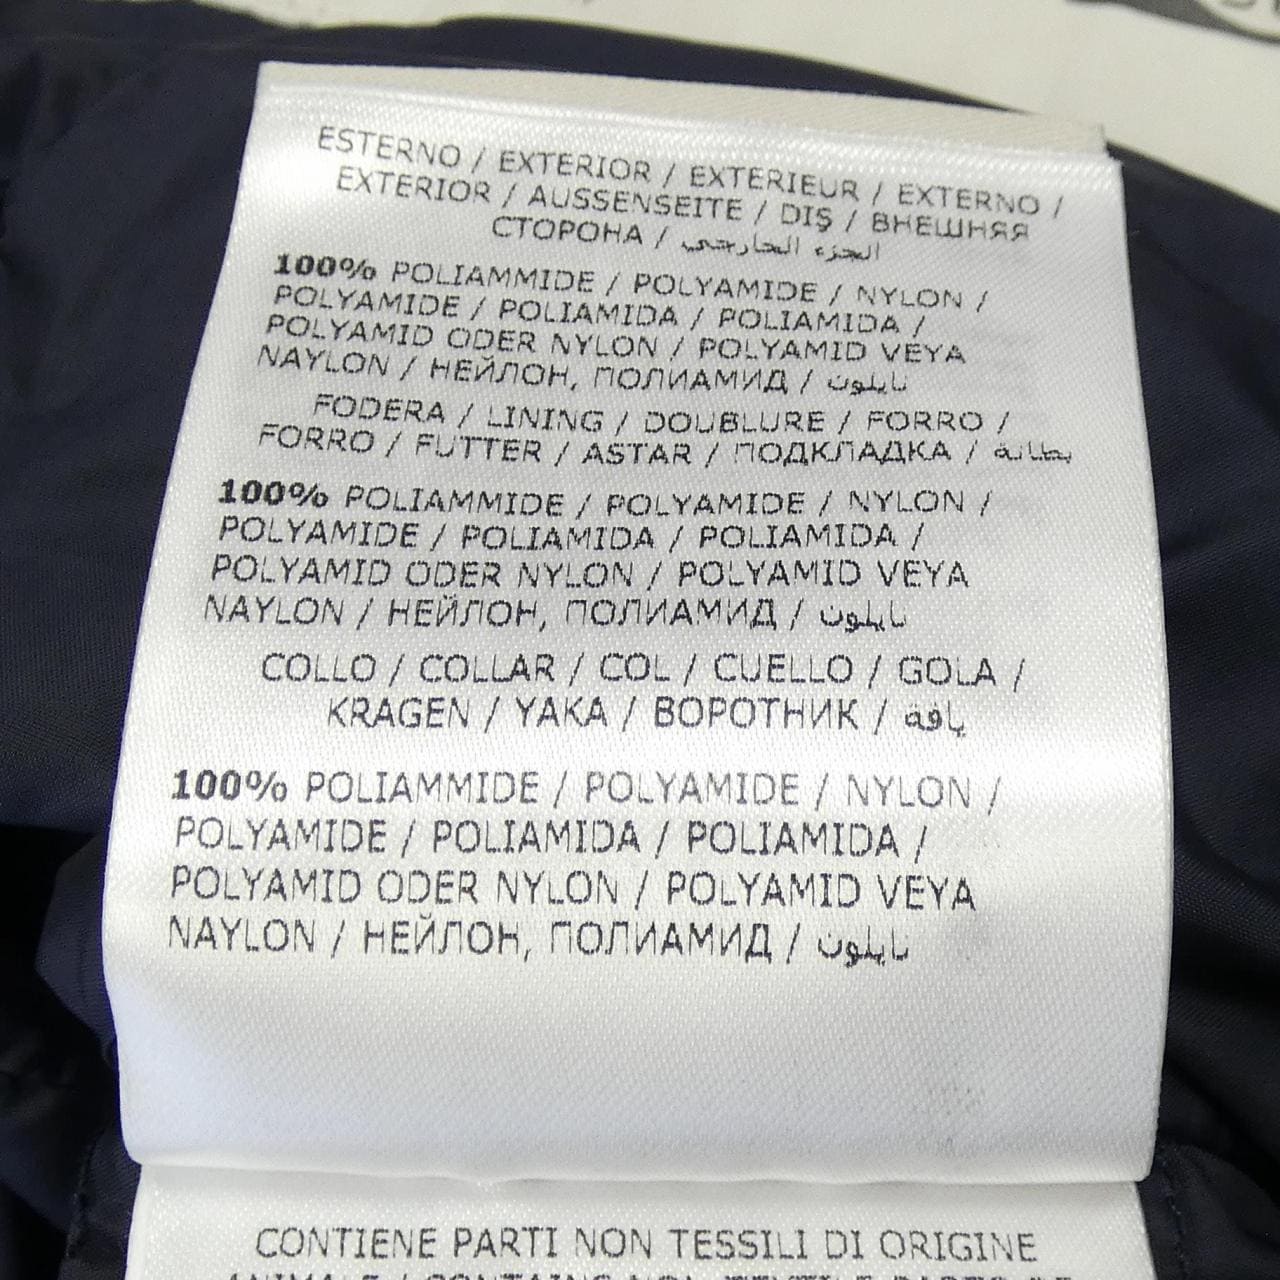 ESTERNO / EXTERIOR / EXTERIEUR / EXTERNO /
EXTERIOR / AUSSENSEITE / DIŞ / ВНЕШНЯЯ
СТОРОНА / الجزء الخارجي
100% POLIAMMIDE / POLYAMIDE / NYLON /
POLYAMIDE / POLIAMIDA / POLIAMIDA /
POLYAMID ODER NYLON / POLYAMID VEYA
NAYLON / НЕЙЛОН, ПОЛИАМИД / نايلون
FODERA / LINING / DOUBLURE / FORRO /
FORRO / FUTTER / ASTAR / ПОДКЛАДКА / بطانة
100% POLIAMMIDE / POLYAMIDE / NYLON /
POLYAMIDE / POLIAMIDA / POLIAMIDA /
POLYAMID ODER NYLON / POLYAMID VEYA
NAYLON / НЕЙЛОН, ПОЛИАМИД / نايلون
COLLO / COLLAR / COL / CUELLO / GOLA /
KRAGEN / YAKA / ВОРОТНИК / ياقة
100% POLIAMMIDE / POLYAMIDE / NYLON /
POLYAMIDE / POLIAMIDA / POLIAMIDA /
POLYAMID ODER NYLON / POLYAMID VEYA
NAYLON / НЕЙЛОН, ПОЛИАМИД / نايلون
CONTIENE PARTI NON TESSILI DI ORIGINE